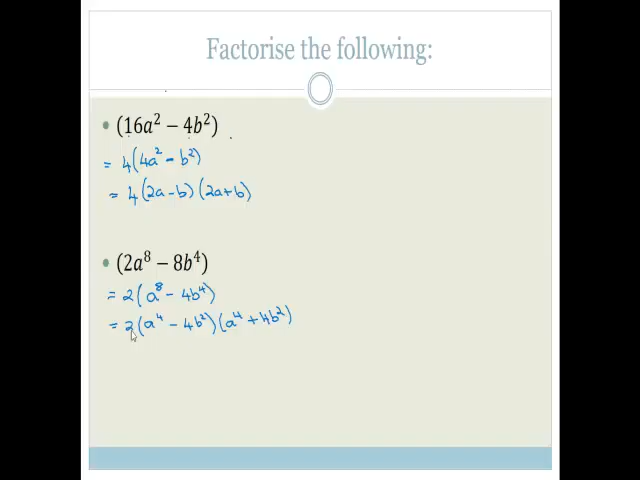 Factorise the following:
• (16a² − 4b²)
= 4(4a² − b²)
= 4(2a − b)(2a + b)
• (2a⁸ − 8b⁴)
= 2(a⁸ − 4b⁴)
= 2(a⁴ − 4b²)(a⁴ + 4b²)